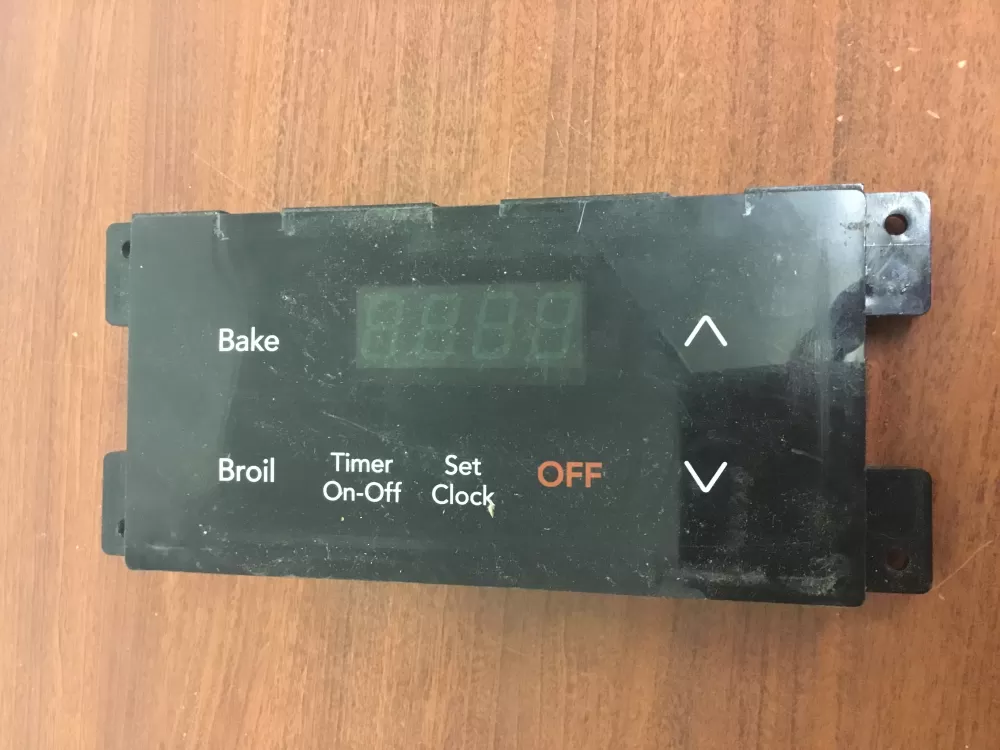 Bake
Broil
Timer
On-Off
Set
Clock
OFF